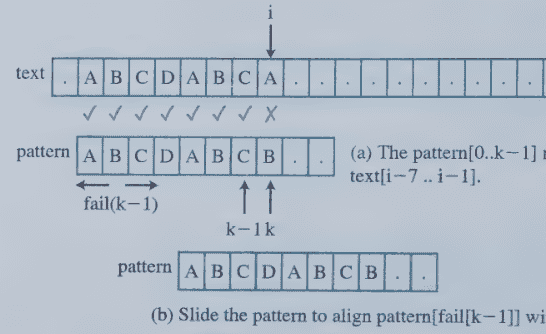 i
text . A B C D A B C A . . . . . . . . . .
✓ ✓ ✓ ✓ ✓ ✓ ✓ ✗
pattern A B C D A B C B . .
(a) The pattern[0..k−1]
text[i−7 .. i−1].
fail(k−1)
k−1 k
pattern A B C D A B C B . .
(b) Slide the pattern to align pattern[fail[k−1]] wi